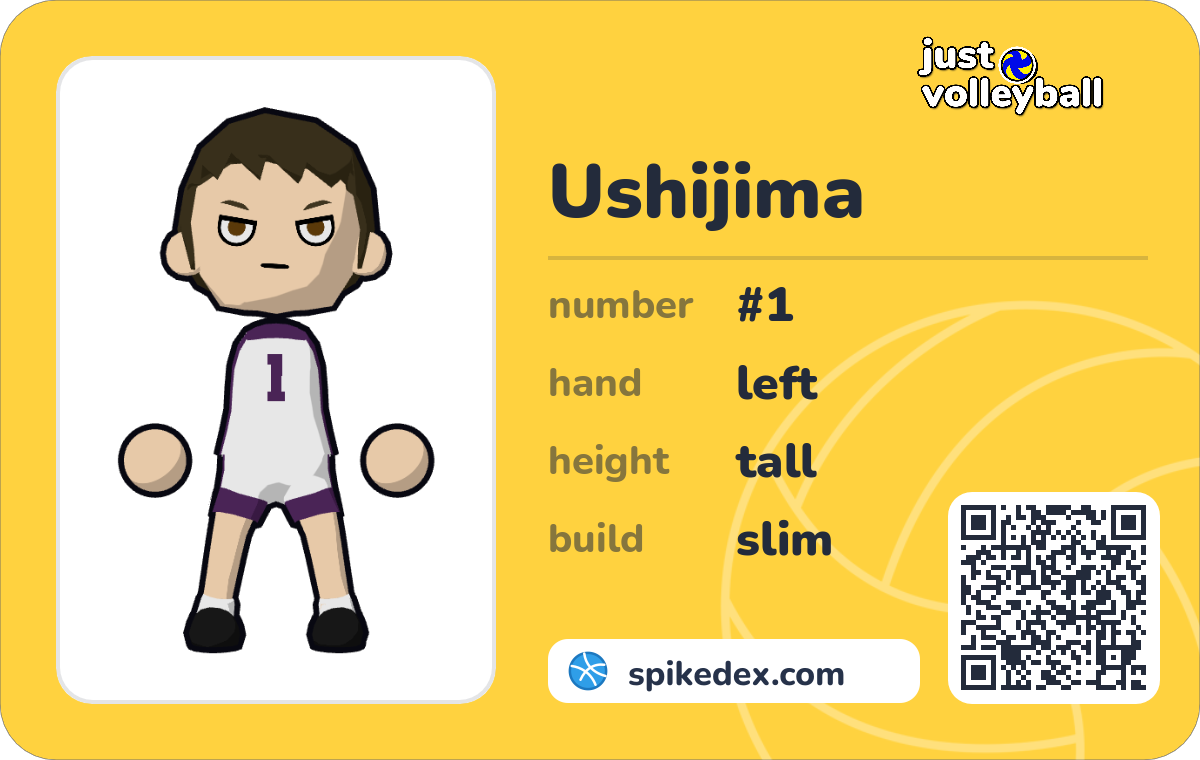 just
volleyball
Ushijima
number #1
hand left
height tall
build slim
1
spikedex.com